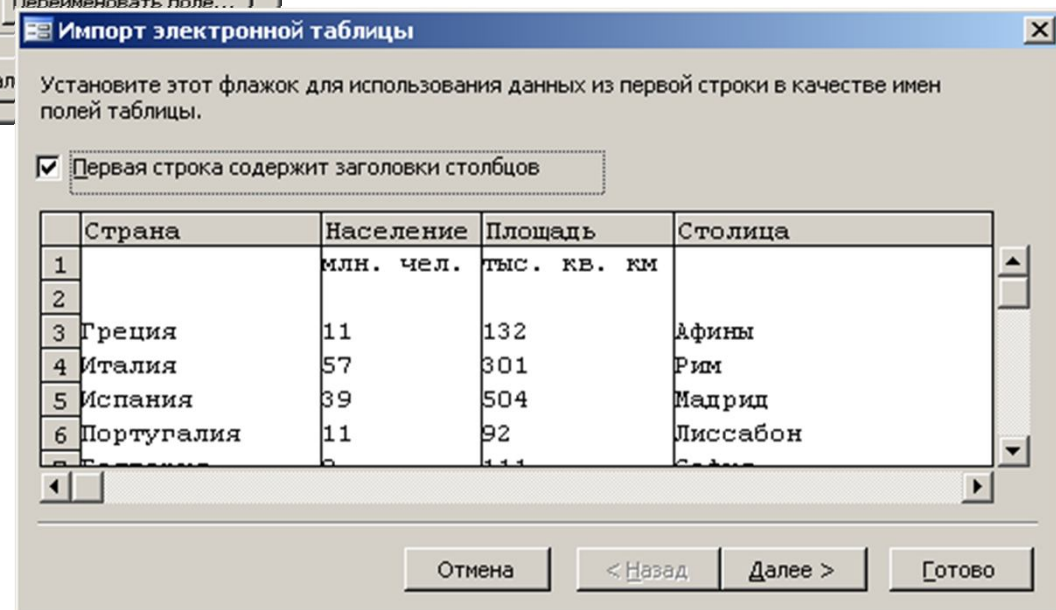 Переименовать поле...
Импорт электронной таблицы
Установите этот флажок для использования данных из первой строки в качестве имен
полей таблицы.
Первая строка содержит заголовки столбцов
Страна Население Площадь Столица
1 млн. чел. тыс. кв. км
2
3 Греция 11 132 Афины
4 Италия 57 301 Рим
5 Испания 39 504 Мадрид
6 Португалия 11 92 Лиссабон
Отмена < Назад Далее > Готово